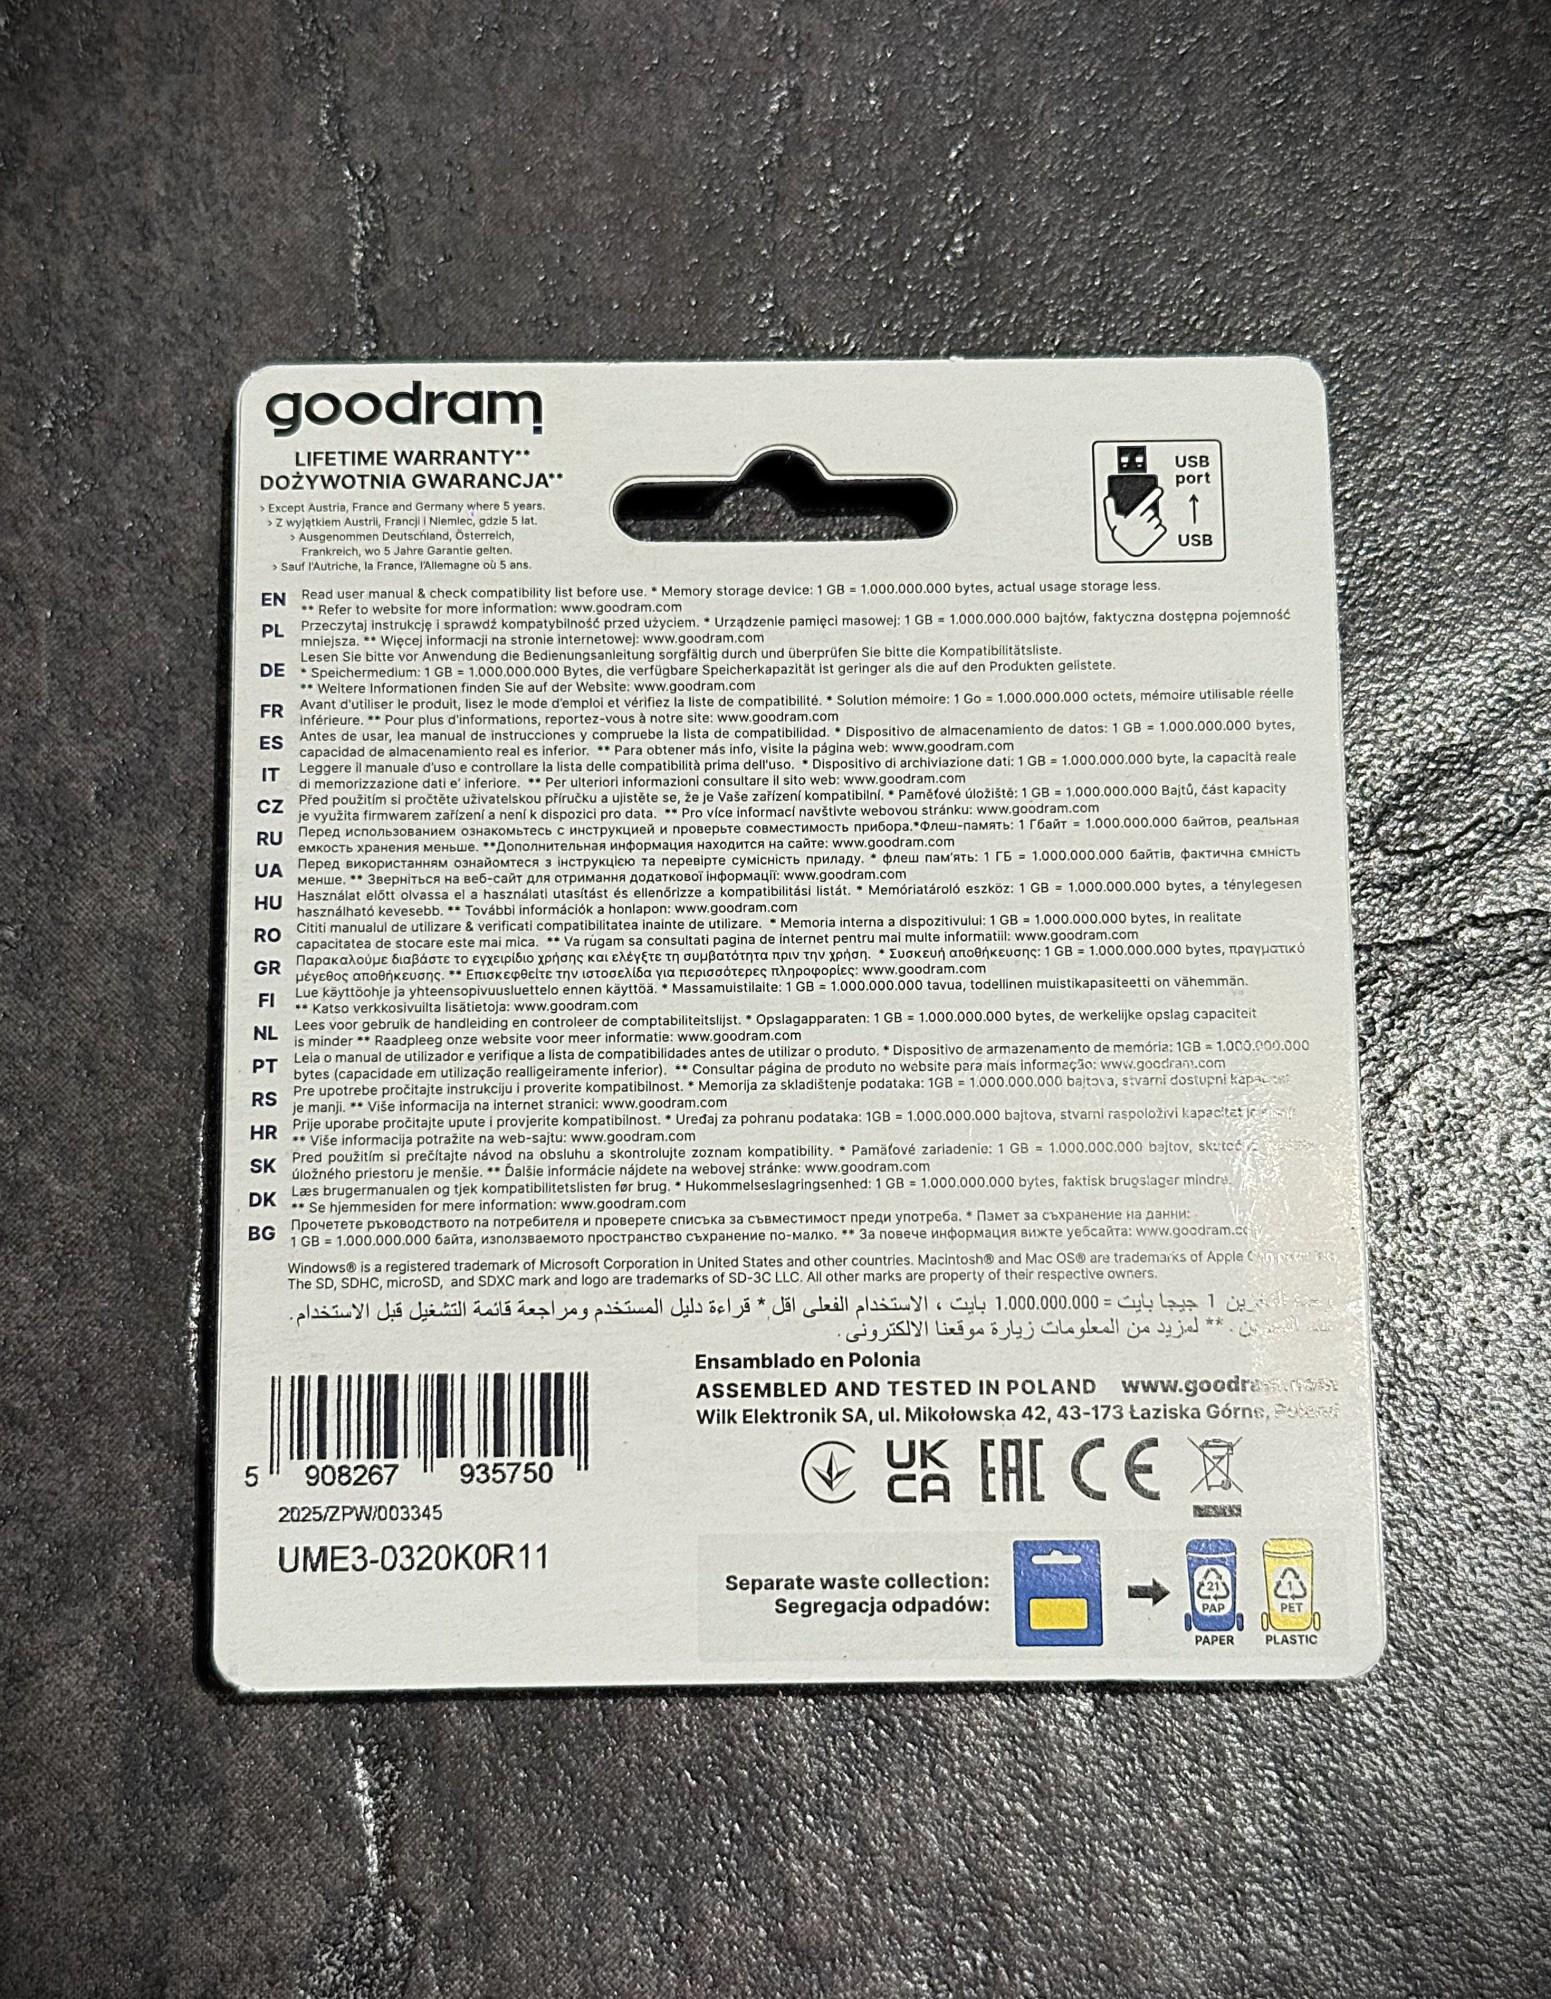 goodram
LIFETIME WARRANTY**
DOŻYWOTNIA GWARANCJA**
> Except Austria, France and Germany where 5 years.
> Z wyjątkiem Austrii, Francji i Niemiec, gdzie 5 lat.
> Ausgenommen Deutschland, Österreich,
Frankreich, wo 5 Jahre Garantie gelten.
> Sauf l'Autriche, la France, l'Allemagne où 5 ans.
USB
port
USB
EN Read user manual & check compatibility list before use. * Memory storage device: 1 GB = 1.000.000.000 bytes, actual usage storage less.
** Refer to website for more information: www.goodram.com
PL Przeczytaj instrukcję i sprawdź kompatybilność przed użyciem. * Urządzenie pamięci masowej: 1 GB = 1.000.000.000 bajtów, faktyczna dostępna pojemność
mniejsza. ** Więcej informacji na stronie internetowej: www.goodram.com
DE Lesen Sie bitte vor Anwendung die Bedienungsanleitung sorgfältig durch und überprüfen Sie bitte die Kompatibilitätsliste.
* Speichermedium: 1 GB = 1.000.000.000 Bytes, die verfügbare Speicherkapazität ist geringer als die auf den Produkten gelistete.
** Weitere Informationen finden Sie auf der Website: www.goodram.com
FR Avant d'utiliser le produit, lisez le mode d'emploi et vérifiez la liste de compatibilité. * Solution mémoire: 1 Go = 1.000.000.000 octets, mémoire utilisable réelle
inférieure. ** Pour plus d'informations, reportez-vous à notre site: www.goodram.com
ES Antes de usar, lea manual de instrucciones y compruebe la lista de compatibilidad. * Dispositivo de almacenamiento de datos: 1 GB = 1.000.000.000 bytes,
capacidad de almacenamiento real es inferior. ** Para obtener más info, visite la página web: www.goodram.com
IT Leggere il manuale d'uso e controllare la lista delle compatibilità prima dell'uso. * Dispositivo di archiviazione dati: 1 GB = 1.000.000.000 byte, la capacità reale
di memorizzazione dati e' inferiore. ** Per ulteriori informazioni consultare il sito web: www.goodram.com
CZ Před použitím si pročtěte uživatelskou příručku a ujistěte se, že je Vaše zařízení kompatibilní. * Paměťové úložiště: 1 GB = 1.000.000.000 Bajtů, část kapacity
je využita firmwarem zařízení a není k dispozici pro data. ** Pro více informací navštivte webovou stránku: www.goodram.com
RU Перед использованием ознакомьтесь с инструкцией и проверьте совместимость прибора.*Флеш-память: 1 Гбайт = 1.000.000.000 байтов, реальная
емкость хранения меньше. **Дополнительная информация находится на сайте: www.goodram.com
UA Перед використанням ознайомтеся з інструкцією та перевірте сумісність приладу. * флеш пам'ять: 1 ГБ = 1.000.000.000 байтів, фактична ємність
менше. ** Зверніться на веб-сайт для отримання додаткової інформації: www.goodram.com
HU Használat előtt olvassa el a használati utasítást és ellenőrizze a kompatibilitási listát. * Memóriatároló eszköz: 1 GB = 1.000.000.000 bytes, a ténylegesen
használható kevesebb. ** További információk a honlapon: www.goodram.com
RO Cititi manualul de utilizare & verificati compatibilitatea inainte de utilizare. * Memoria interna a dispozitivului: 1 GB = 1.000.000.000 bytes, in realitate
capacitatea de stocare este mai mica. ** Va rugam sa consultati pagina de internet pentru mai multe informatiil: www.goodram.com
GR Παρακαλούμε διαβάστε το εγχειρίδιο χρήσης και ελέγξτε τη συμβατότητα πριν την χρήση. * Συσκευή αποθήκευσης: 1 GB = 1.000.000.000 bytes, πραγματικό
μέγεθος αποθήκευσης. ** Επισκεφθείτε την ιστοσελίδα για περισσότερες πληροφορίες: www.goodram.com
FI Lue käyttöohje ja yhteensopivuusluettelo ennen käyttöä. * Massamuistilaite: 1 GB = 1.000.000.000 tavua, todellinen muistikapasiteetti on vähemmän.
** Katso verkkosivuilta lisätietoja: www.goodram.com
NL Lees voor gebruik de handleiding en controleer de comptabiliteitslijst. * Opslagapparaten: 1 GB = 1.000.000.000 bytes, de werkelijke opslag capaciteit
is minder ** Raadpleeg onze website voor meer informatie: www.goodram.com
PT Leia o manual de utilizador e verifique a lista de compatibilidades antes de utilizar o produto. * Dispositivo de armazenamento de memória: 1GB = 1.000.000.000
bytes (capacidade em utilização realligeiramente inferior). ** Consultar página de produto no website para mais informação: www.goodram.com
RS Pre upotrebe pročitajte instrukciju i proverite kompatibilnost. * Memorija za skladištenje podataka: 1GB = 1.000.000.000 bajtova, stvarni dostupni
je manji. ** Više informacija na internet stranici: www.goodram.com
HR Prije uporabe pročitajte upute i provjerite kompatibilnost. * Uređaj za pohranu podataka: 1GB = 1.000.000.000 bajtova, stvarni raspoloživi kapacitet je
** Više informacija potražite na web-sajtu: www.goodram.com
SK Pred použitím si prečítajte návod na obsluhu a skontrolujte zoznam kompatibility. * Pamäťové zariadenie: 1 GB = 1.000.000.000 bajtov,
úložného priestoru je menšie. ** Ďalšie informácie nájdete na webovej stránke: www.goodram.com
DK Læs brugermanualen og tjek kompatibilitetslisten før brug. * Hukommelseslagringsenhed: 1 GB = 1.000.000.000 bytes, faktisk brugslager mindre.
** Se hjemmesiden for mere information: www.goodram.com
BG Прочетете ръководството на потребителя и проверете списъка за съвместимост преди употреба. * Памет за съхранение на данни:
1 GB = 1.000.000.000 байта, използваемото пространство съхранение по-малко. ** За повече информация вижте уебсайта:
Windows® is a registered trademark of Microsoft Corporation in United States and other countries. Macintosh® and Mac OS® are trademarks of Apple
The SD, SDHC, microSD, and SDXC mark and logo are trademarks of SD-3C LLC. All other marks are property of their respective owners.
1 جيجا بايت = 1.000.000.000 بايت ، الاستخدام الفعلى اقل * قراءة دليل المستخدم ومراجعة قائمة التشغيل قبل الاستخدام.
** لمزيد من المعلومات زيارة موقعنا الالكترونى.
Ensamblado en Polonia
ASSEMBLED AND TESTED IN POLAND
Wilk Elektronik SA, ul. Mikołowska 42, 43-173 Łaziska Górne, Poland
5 908267 935750
2025/ZPW/003345
UME3-0320K0R11
UK
CA
EAC
CE
Separate waste collection:
Segregacja odpadów:
21
PAP
PAPER
1
PET
PLASTIC